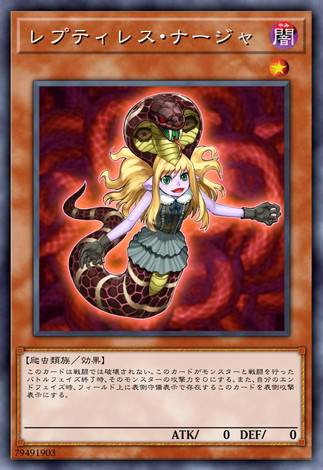 レプティレス・ナージャ
やみ
闇
【爬虫類族／効果】
このカードは戦闘では破壊されない。このカードがモンスターと戦闘を行った
バトルフェイズ終了時、そのモンスターの攻撃力を０にする。また、自分のエ
ンドフェイズ時、フィールド上に表側守備表示で存在するこのカードを表側攻撃
表示にする。
ATK/ 0 DEF/ 0
79491903